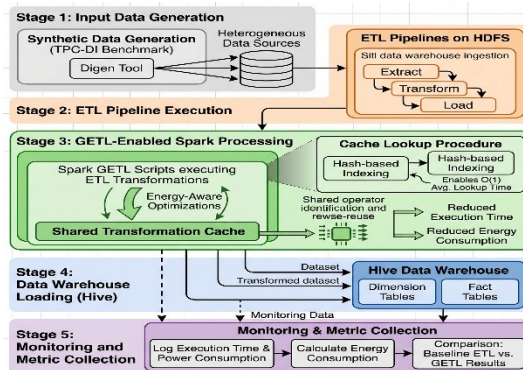 Stage 1: Input Data Generation
Synthetic Data Generation
(TPC-DI Benchmark)
Digen Tool
Heterogeneous
Data Sources
ETL Pipelines on HDFS
Sitl data warehouse ingestion
Extract
Transform
Load
Stage 2: ETL Pipeline Execution
Stage 3: GETL-Enabled Spark Processing
Spark GETL Scripts executing
ETL Transformations
Energy-Aware
Optimizations
Shared Transformation Cache
Cache Lookup Procedure
Hash-based
Indexing
Hash-based
Indexing
Enables O(1)
Avg. Lookup Time
Shared operator
identification and
rewse-reuse
Reduced
Execution Time
Reduced
Energy Consumption
Stage 4:
Data Warehouse
Loading (Hive)
Dataset
Transformed dataset
Monitoring Data
Hive Data Warehouse
Dimension
Tables
Fact
Tables
Stage 5:
Monitoring and
Metric Collection
Monitoring & Metric Collection
Log Execution Time &
Power Consumption
Calculate Energy
Consumption
Comparison:
Baseline ETL vs.
GETL Results